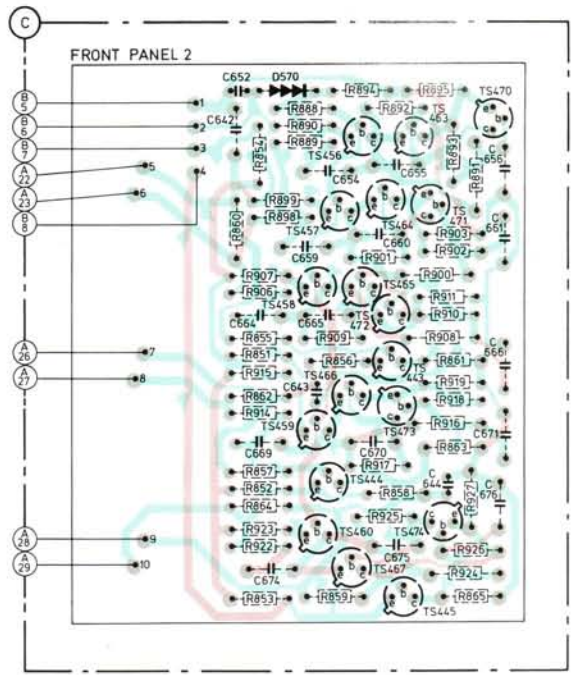 C
FRONT PANEL 2
C652 D570 R894 R895 TS470
B 5 1 R888 R892 TS 463
B 6 2 C642 R890
B 7 3 R854 R889 TS456 C655 R893 R891 C 656
A 22 5 4 C654
A 23 6 R899
B 8 R860 R898 TS457 TS464 TS 471 C 661
C660 R903
C659 R901 R902
R907 TS465 R900
R906 TS458 R911
C664 C665 TS 472 R910
R855 R909 R908
A 26 7 R851 R856 R861 C 666
A 27 8 R915 TS466 TS 443 R919
R862 C643 R918
R914 TS459 TS473 R916 C671
C669 C670 R863
R857 R917
R852 TS444 R858 C 644 R927 C 676
R864
A 28 9 R923 TS460 R925 TS474
R922 C675 R926
A 29 10 C674 TS467 R924
R853 R859 TS445 R865
e b c